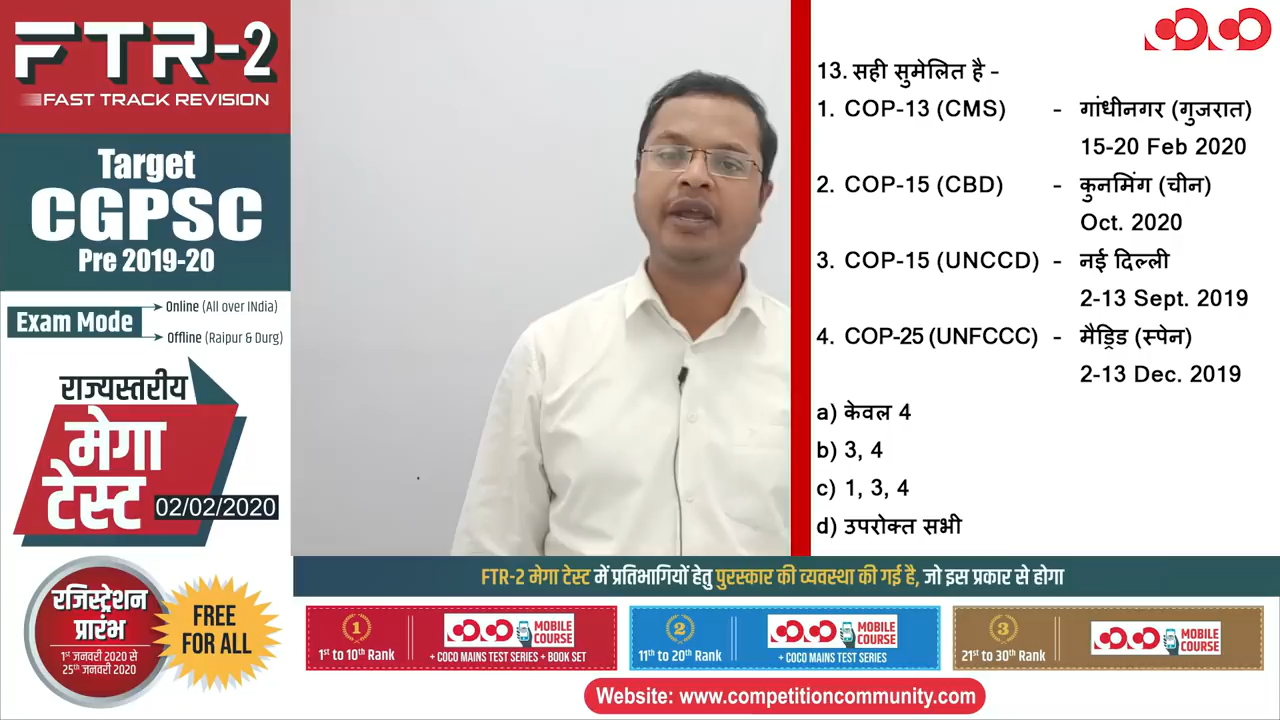 FTR-2
FAST TRACK REVISION
Target
CGPSC
Pre 2019-20
Exam Mode
Online (All over INdia)
Offline (Raipur & Durg)
राज्यस्तरीय
मेगा
टेस्ट
02/02/2020
रजिस्ट्रेशन
प्रारंभ
1st जनवरी 2020 से
25th जनवरी 2020
FREE
FOR ALL
COCO
13. सही सुमेलित है -
1. COP-13 (CMS) - गांधीनगर (गुजरात)
15-20 Feb 2020
2. COP-15 (CBD) - कुनमिंग (चीन)
Oct. 2020
3. COP-15 (UNCCD) - नई दिल्ली
2-13 Sept. 2019
4. COP-25 (UNFCCC) - मैड्रिड (स्पेन)
2-13 Dec. 2019
a) केवल 4
b) 3, 4
c) 1, 3, 4
d) उपरोक्त सभी
FTR-2 मेगा टेस्ट में प्रतिभागियों हेतु पुरस्कार की व्यवस्था की गई है, जो इस प्रकार से होगा
1
1st to 10th Rank
COCO MOBILE COURSE
+ COCO MAINS TEST SERIES + BOOK SET
2
11th to 20th Rank
COCO MOBILE COURSE
+ COCO MAINS TEST SERIES
3
21st to 30th Rank
COCO MOBILE COURSE
Website: www.competitioncommunity.com